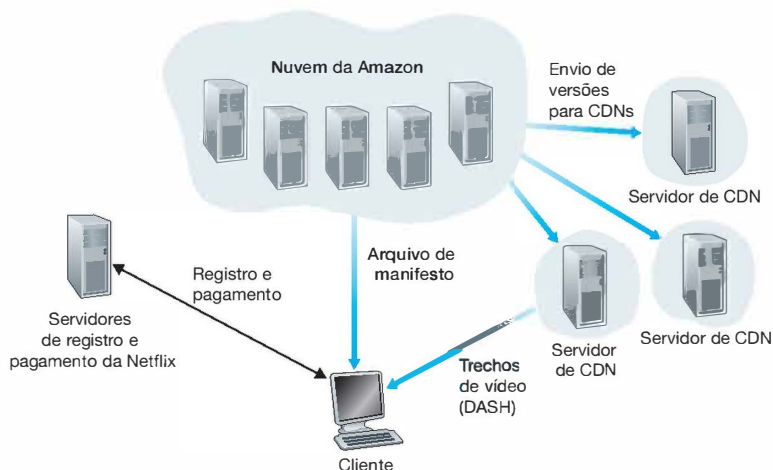 Nuvem da Amazon
Envio de
versões
para CDNs
Servidor de CDN
Arquivo de
manifesto
Registro e
pagamento
Servidores
de registro e
pagamento da Netflix
Servidor
de CDN
Servidor de CDN
Trechos
de vídeo
(DASH)
Cliente